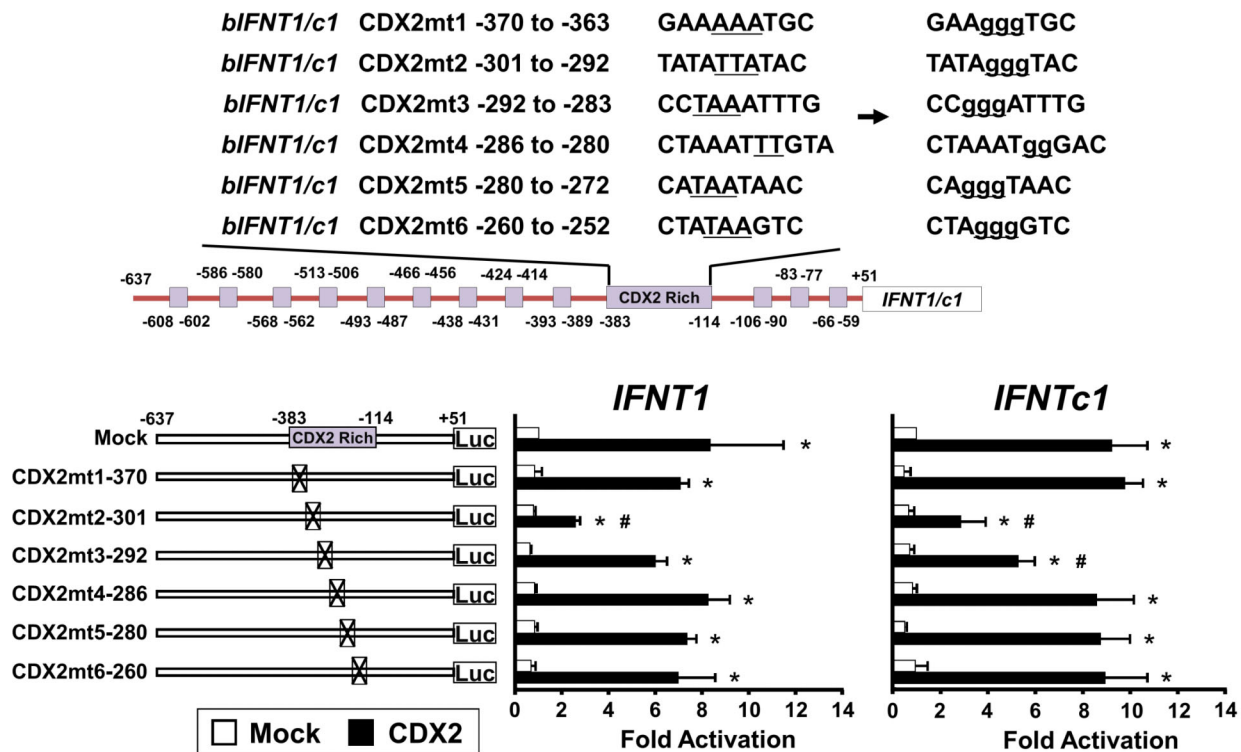 bIFNT1/c1 CDX2mt1 -370 to -363 GAAAAATGC GAAgggTGC
bIFNT1/c1 CDX2mt2 -301 to -292 TATATTATAC TATAgggTAC
bIFNT1/c1 CDX2mt3 -292 to -283 CCTAAATTTG CCgggATTTG
bIFNT1/c1 CDX2mt4 -286 to -280 CTAAATTTGTA CTAAATggGAC
bIFNT1/c1 CDX2mt5 -280 to -272 CATAATAAC CAgggTAAC
bIFNT1/c1 CDX2mt6 -260 to -252 CTATAAGTC CTAgggGTC
-637 -586 -580 -513 -506 -466 -456 -424 -414 -83 -77 +51
CDX2 Rich IFNT1/c1
-608 -602 -568 -562 -493 -487 -438 -431 -393 -389 -383 -114 -106 -90 -66 -59
IFNT1 IFNTc1
-637 -383 -114 +51
Mock CDX2 Rich Luc * *
CDX2mt1-370 Luc * *
CDX2mt2-301 Luc * # * #
CDX2mt3-292 Luc * * #
CDX2mt4-286 Luc * *
CDX2mt5-280 Luc * *
CDX2mt6-260 Luc * *
0 2 4 6 8 10 12 14 0 2 4 6 8 10 12 14
Mock CDX2 Fold Activation Fold Activation